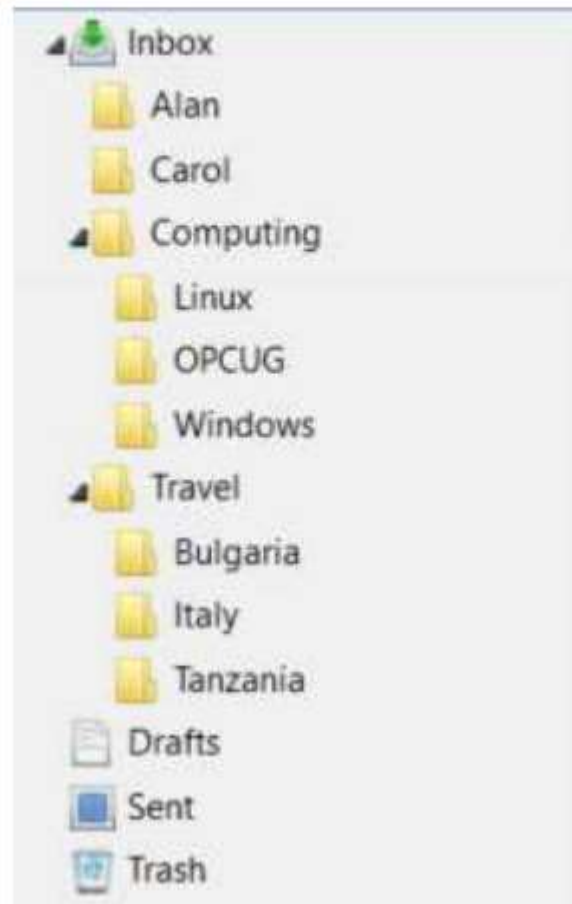 Inbox
Alan
Carol
Computing
Linux
OPCUG
Windows
Travel
Bulgaria
Italy
Tanzania
Drafts
Sent
Trash